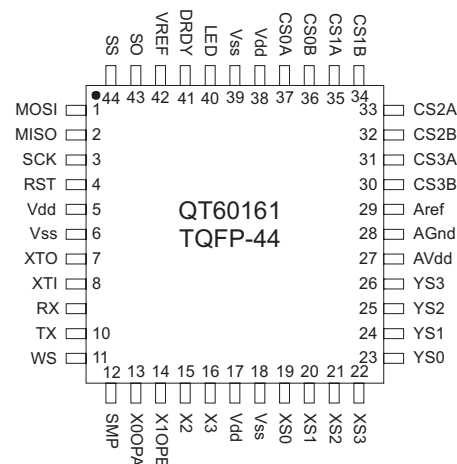 SS SO VREF DRDY LED Vss Vdd CS0A CS0B CS1A CS1B
44 43 42 41 40 39 38 37 36 35 34
MOSI 1
MISO 2
SCK 3
RST 4
Vdd 5
Vss 6
XTO 7
XTI 8
RX
TX 10
WS 11
QT60161
TQFP-44
33 CS2A
32 CS2B
31 CS3A
30 CS3B
29 Aref
28 AGnd
27 AVdd
26 YS3
25 YS2
24 YS1
23 YS0
12 13 14 15 16 17 18 19 20 21 22
SMP X0OPA X2 X3 Vdd Vss XS0 XS1 XS2 XS3